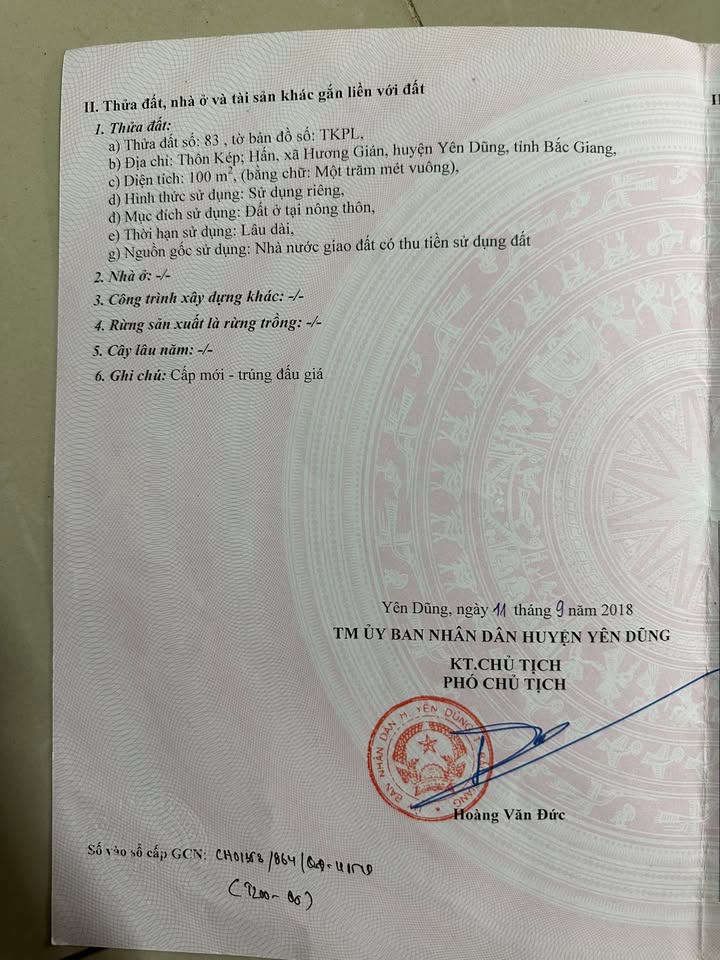 II. Thửa đất, nhà ở và tài sản khác gắn liền với đất
1. Thửa đất:
a) Thửa đất số: 83 , tờ bản đồ số: TKPL,
b) Địa chỉ: Thôn Kép; Hấn, xã Hương Gián, huyện Yên Dũng, tỉnh Bắc Giang,
c) Diện tích: 100 m², (bằng chữ: Một trăm mét vuông),
d) Hình thức sử dụng: Sử dụng riêng,
đ) Mục đích sử dụng: Đất ở tại nông thôn,
e) Thời hạn sử dụng: Lâu dài,
g) Nguồn gốc sử dụng: Nhà nước giao đất có thu tiền sử dụng đất
2. Nhà ở: -/-
3. Công trình xây dựng khác: -/-
4. Rừng sản xuất là rừng trồng: -/-
5. Cây lâu năm: -/-
6. Ghi chú: Cấp mới - trúng đấu giá
Yên Dũng, ngày 11 tháng 9 năm 2018
TM ỦY BAN NHÂN DÂN HUYỆN YÊN DŨNG
KT.CHỦ TỊCH
PHÓ CHỦ TỊCH
BAN NHÂN DÂN H. YÊN DŨNG
Hoàng Văn Đức
Số vào sổ cấp GCN: